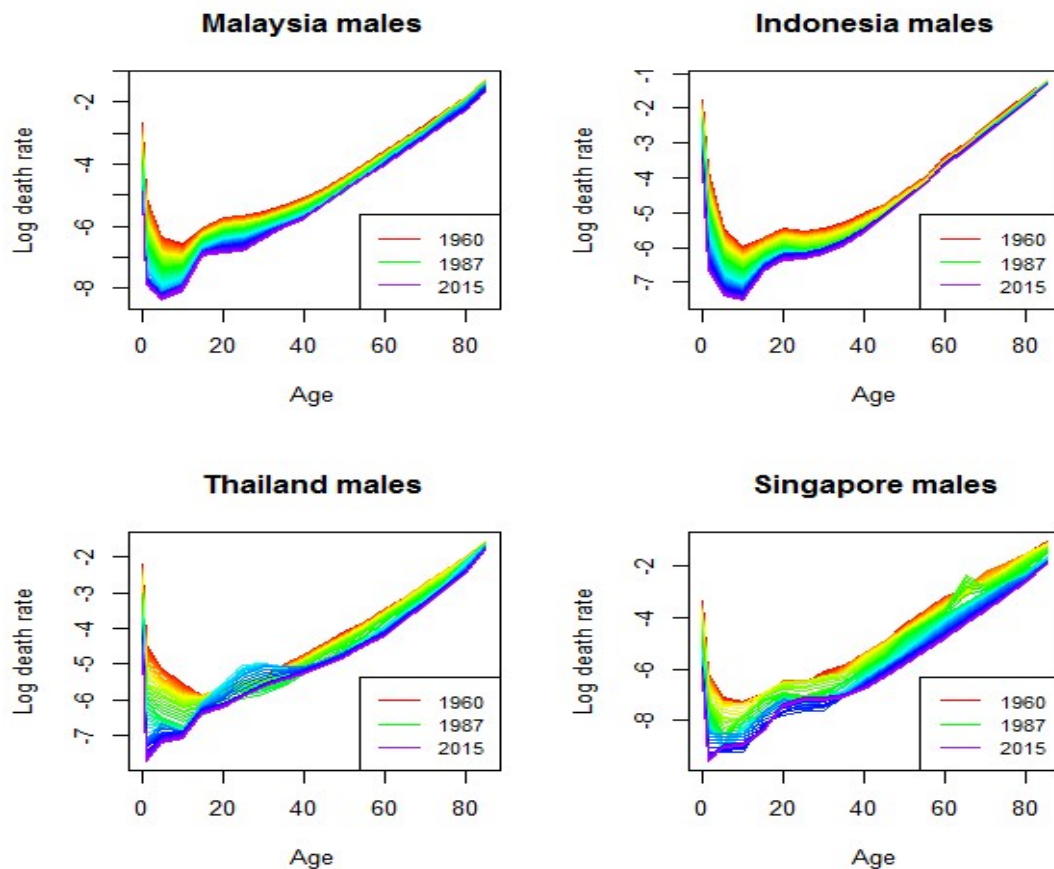 Malaysia males
Log death rate
-2
-4
-6
-8
0 20 40 60 80
Age
1960
1987
2015
Indonesia males
Log death rate
-1
-2
-3
-4
-5
-6
-7
0 20 40 60 80
Age
1960
1987
2015
Thailand males
Log death rate
-2
-3
-4
-5
-6
-7
0 20 40 60 80
Age
1960
1987
2015
Singapore males
Log death rate
-2
-4
-6
-8
0 20 40 60 80
Age
1960
1987
2015